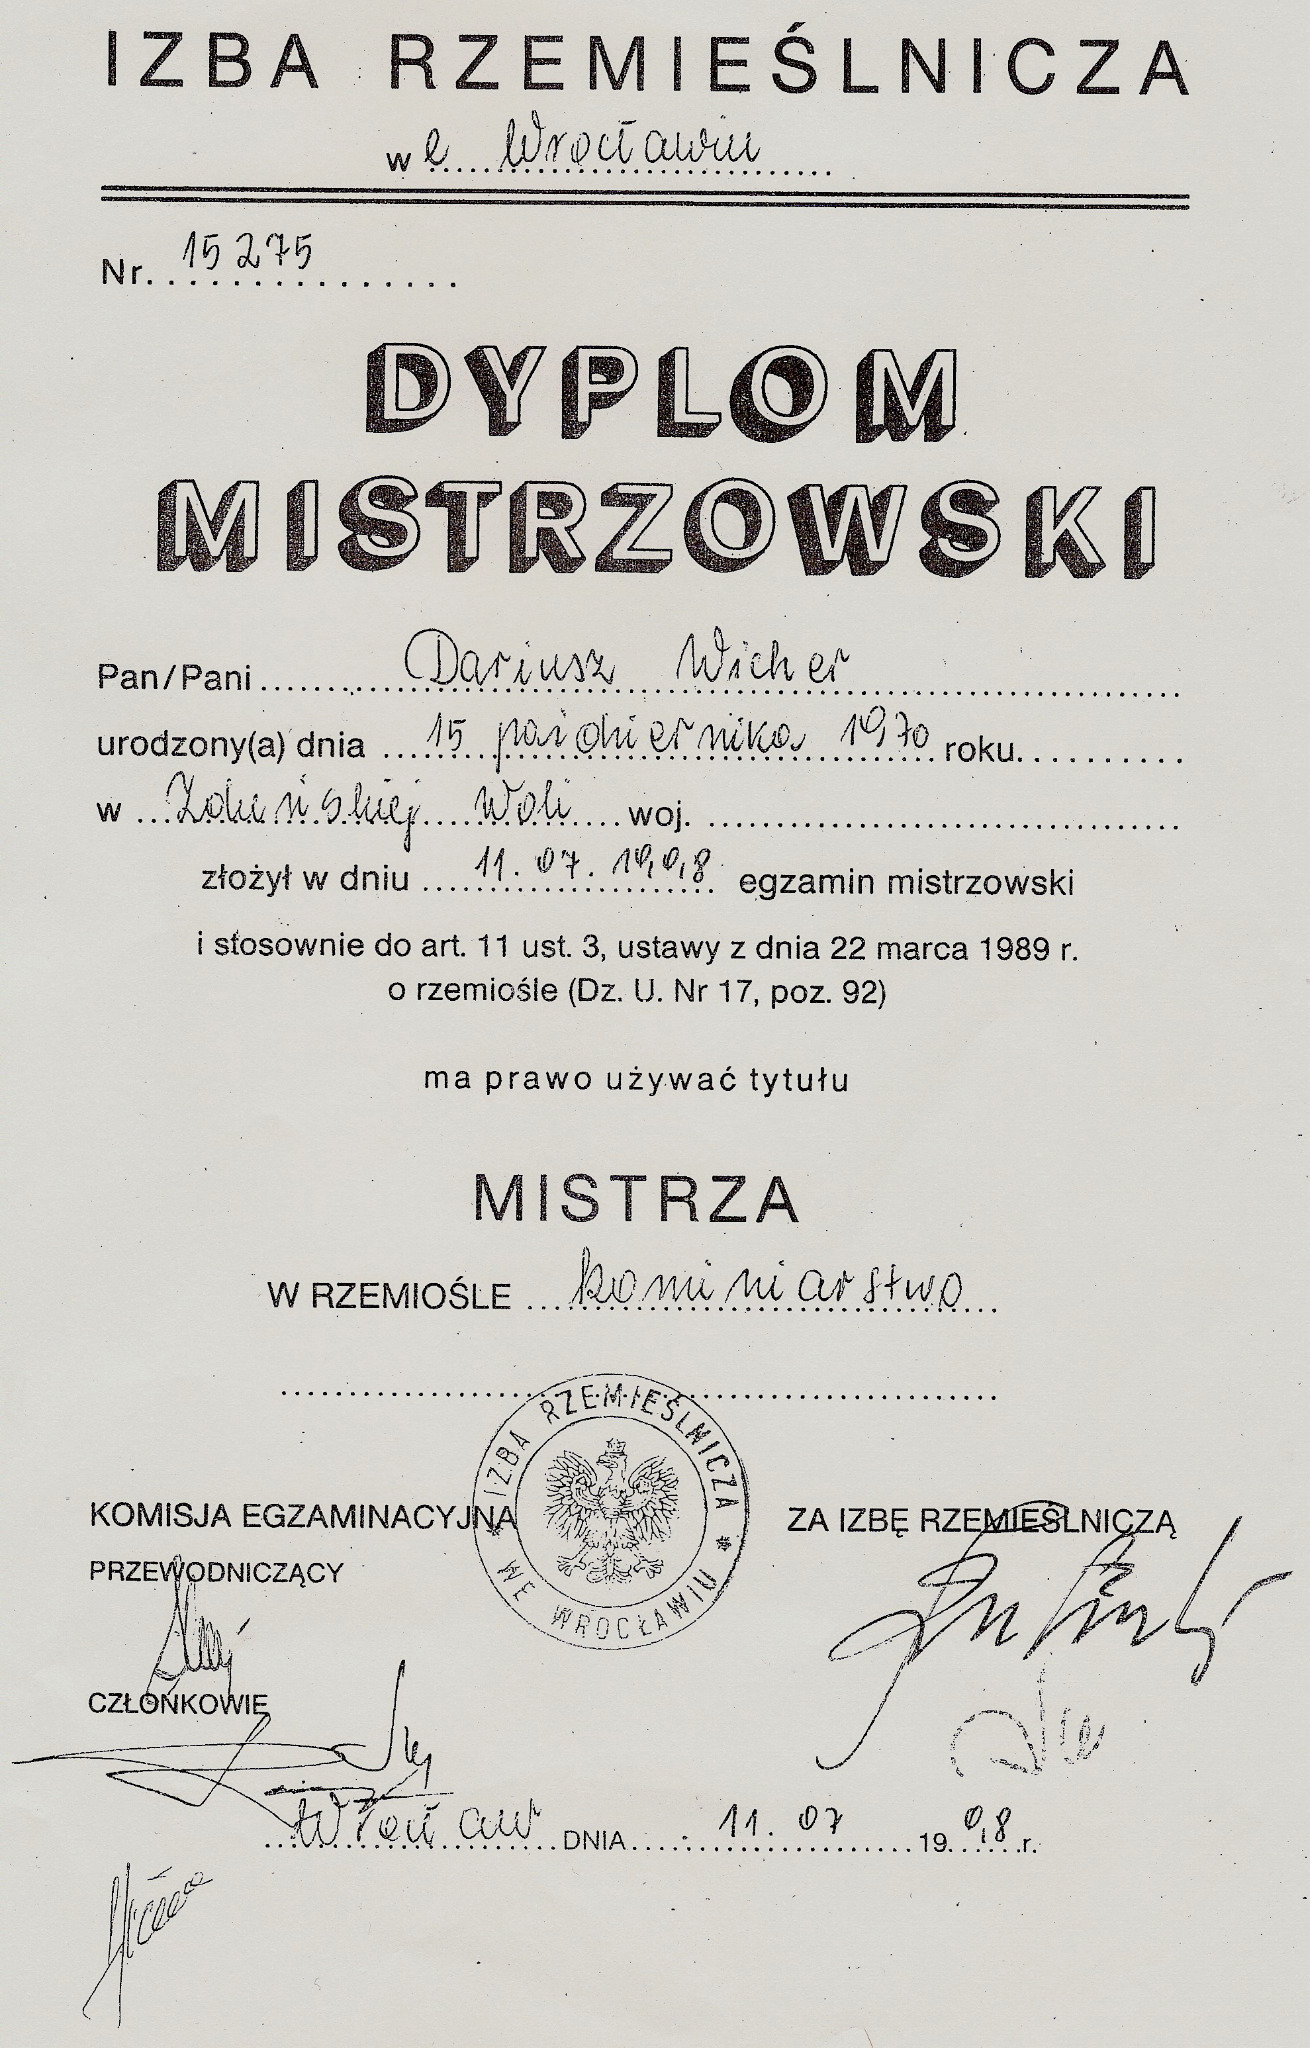 IZBA RZEMIEŚLNICZA
we Wrocławiu
Nr. 15275
DYPLOM
MISTRZOWSKI
Pan/Pani Dariusz Wicher
urodzony(a) dnia 15 października 1970 roku
w Zduńskiej Woli woj.
złożył w dniu 11.07.1998 egzamin mistrzowski
i stosownie do art. 11 ust. 3, ustawy z dnia 22 marca 1989 r.
o rzemiośle (Dz. U. Nr 17, poz. 92)
ma prawo używać tytułu
MISTRZA
W RZEMIOŚLE kominiarstwo
IZBA RZEMIEŚLNICZA * WE WROCŁAWIU *
KOMISJA EGZAMINACYJNA
ZA IZBĘ RZEMIEŚLNICZĄ
PRZEWODNICZĄCY
CZŁONKOWIE
Wrocław DNIA 11.07 1998 r.